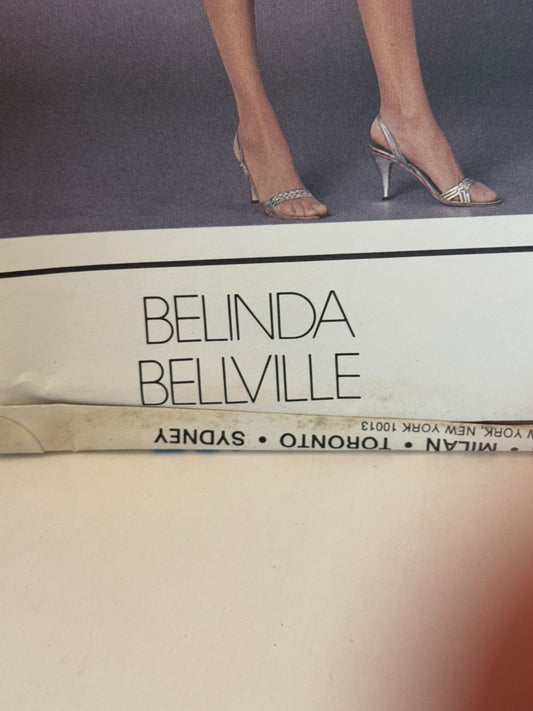 BELINDA
BELLVILLE
YORK, NEW YORK 10013
• MILAN • TORONTO • SYDNEY